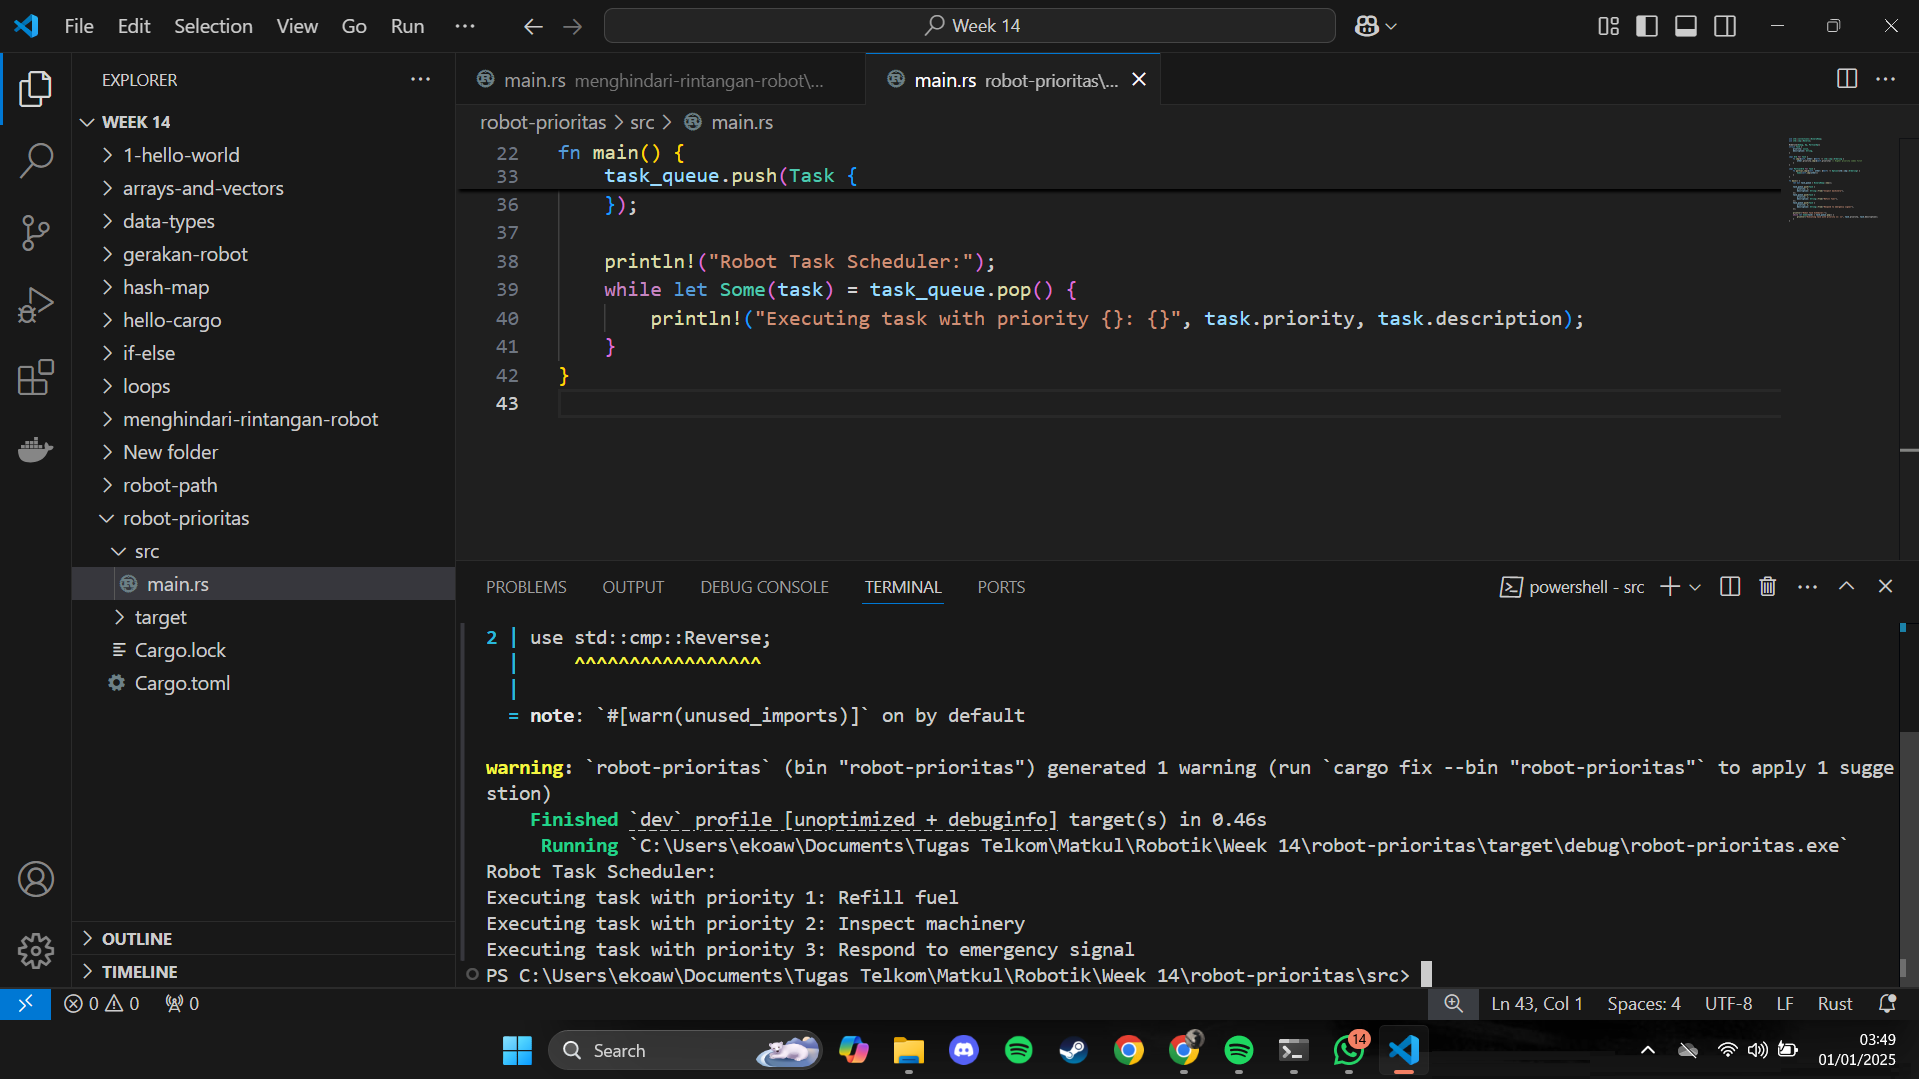 File Edit Selection View Go Run ··· Week 14
EXPLORER ···
WEEK 14
1-hello-world
arrays-and-vectors
data-types
gerakan-robot
hash-map
hello-cargo
if-else
loops
menghindari-rintangan-robot
New folder
robot-path
robot-prioritas
src
main.rs
target
Cargo.lock
Cargo.toml
OUTLINE
TIMELINE
main.rs menghindari-rintangan-robot\...
main.rs robot-prioritas\...
robot-prioritas > src > main.rs
22 fn main() {
33 task_queue.push(Task {
36 });
37
38 println!("Robot Task Scheduler:");
39 while let Some(task) = task_queue.pop() {
40 println!("Executing task with priority {}: {}", task.priority, task.description);
41 }
42 }
43
PROBLEMS OUTPUT DEBUG CONSOLE TERMINAL PORTS powershell - src
2 | use std::cmp::Reverse;
| ^^^^^^^^^^^^^^^^^
|
= note: `#[warn(unused_imports)]` on by default
warning: `robot-prioritas` (bin "robot-prioritas") generated 1 warning (run `cargo fix --bin "robot-prioritas"` to apply 1 sugge
stion)
Finished `dev` profile [unoptimized + debuginfo] target(s) in 0.46s
Running `C:\Users\ekoaw\Documents\Tugas Telkom\Matkul\Robotik\Week 14\robot-prioritas\target\debug\robot-prioritas.exe`
Robot Task Scheduler:
Executing task with priority 1: Refill fuel
Executing task with priority 2: Inspect machinery
Executing task with priority 3: Respond to emergency signal
PS C:\Users\ekoaw\Documents\Tugas Telkom\Matkul\Robotik\Week 14\robot-prioritas\src>
0 0 0 Ln 43, Col 1 Spaces: 4 UTF-8 LF Rust
Search 14 03:49
01/01/2025